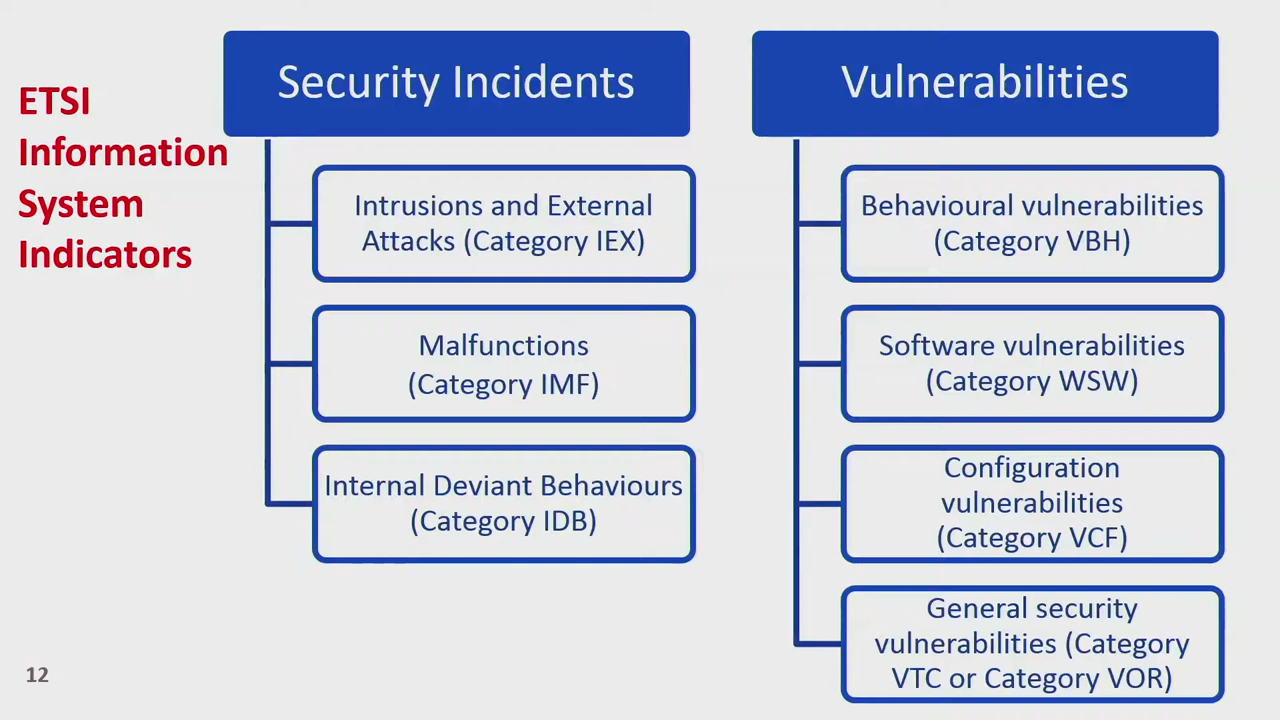 ETSI
Information
System
Indicators
Security Incidents
Intrusions and External
Attacks (Category IEX)
Malfunctions
(Category IMF)
Internal Deviant Behaviours
(Category IDB)
Vulnerabilities
Behavioural vulnerabilities
(Category VBH)
Software vulnerabilities
(Category WSW)
Configuration
vulnerabilities
(Category VCF)
General security
vulnerabilities (Category
VTC or Category VOR)
12